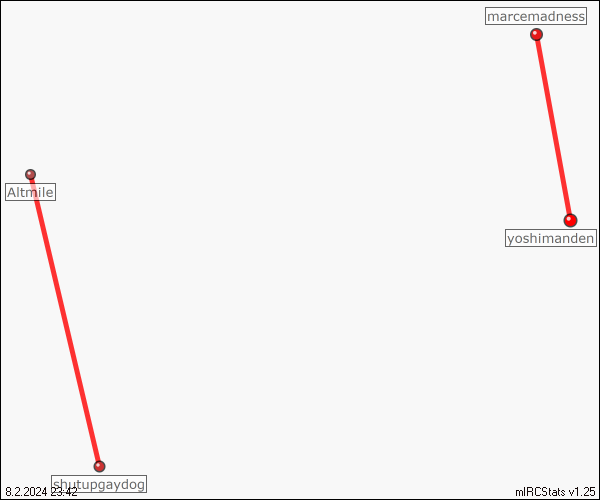 marcemadness
Altmile
yoshimanden
shutupgaydog
8.2.2024 23:42
mIRCStats v1.25